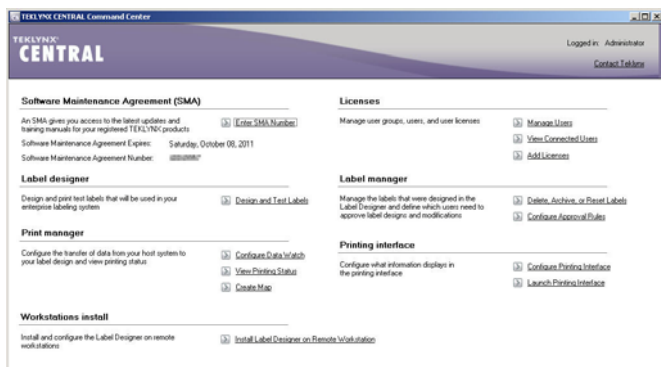 TEKLYNX CENTRAL Command Center
TEKLYNX
CENTRAL
Logged in: Administrator
Contact Teklynx
Software Maintenance Agreement (SMA)
An SMA gives you access to the latest updates and
training manuals for your registered TEKLYNX products
Enter SMA Number
Software Maintenance Agreement Expires: Saturday, October 08, 2011
Software Maintenance Agreement Number:
Licenses
Manage user groups, users, and user licenses
Manage Users
View Connected Users
Add Licenses
Label designer
Design and print test labels that will be used in your
enterprise labeling system
Design and Test Labels
Label manager
Manage the labels that were designed in the
Label Designer and define which users need to
approve label designs and modifications
Delete, Archive, or Reset Labels
Configure Approval Rules
Print manager
Configure the transfer of data from your host system to
your label design and view printing status
Configure Data Watch
View Printing Status
Create Map
Printing interface
Configure what information displays in
the printing interface
Configure Printing Interface
Launch Printing Interface
Workstations install
Install and configure the Label Designer on remote
workstations
Install Label Designer on Remote Workstation